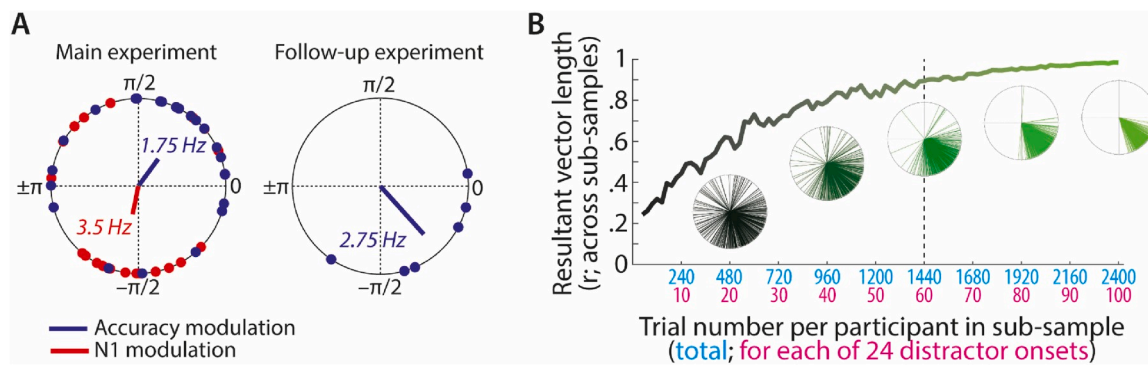 A
Main experiment
π/2
1.75 Hz
±π
0
3.5 Hz
−π/2
Follow-up experiment
π/2
±π
0
2.75 Hz
−π/2
Accuracy modulation
N1 modulation
B
Resultant vector length
(r; across sub-samples)
1
.8
.6
.4
.2
0
240 480 720 960 1200 1440 1680 1920 2160 2400
10 20 30 40 50 60 70 80 90 100
Trial number per participant in sub-sample
(total; for each of 24 distractor onsets)